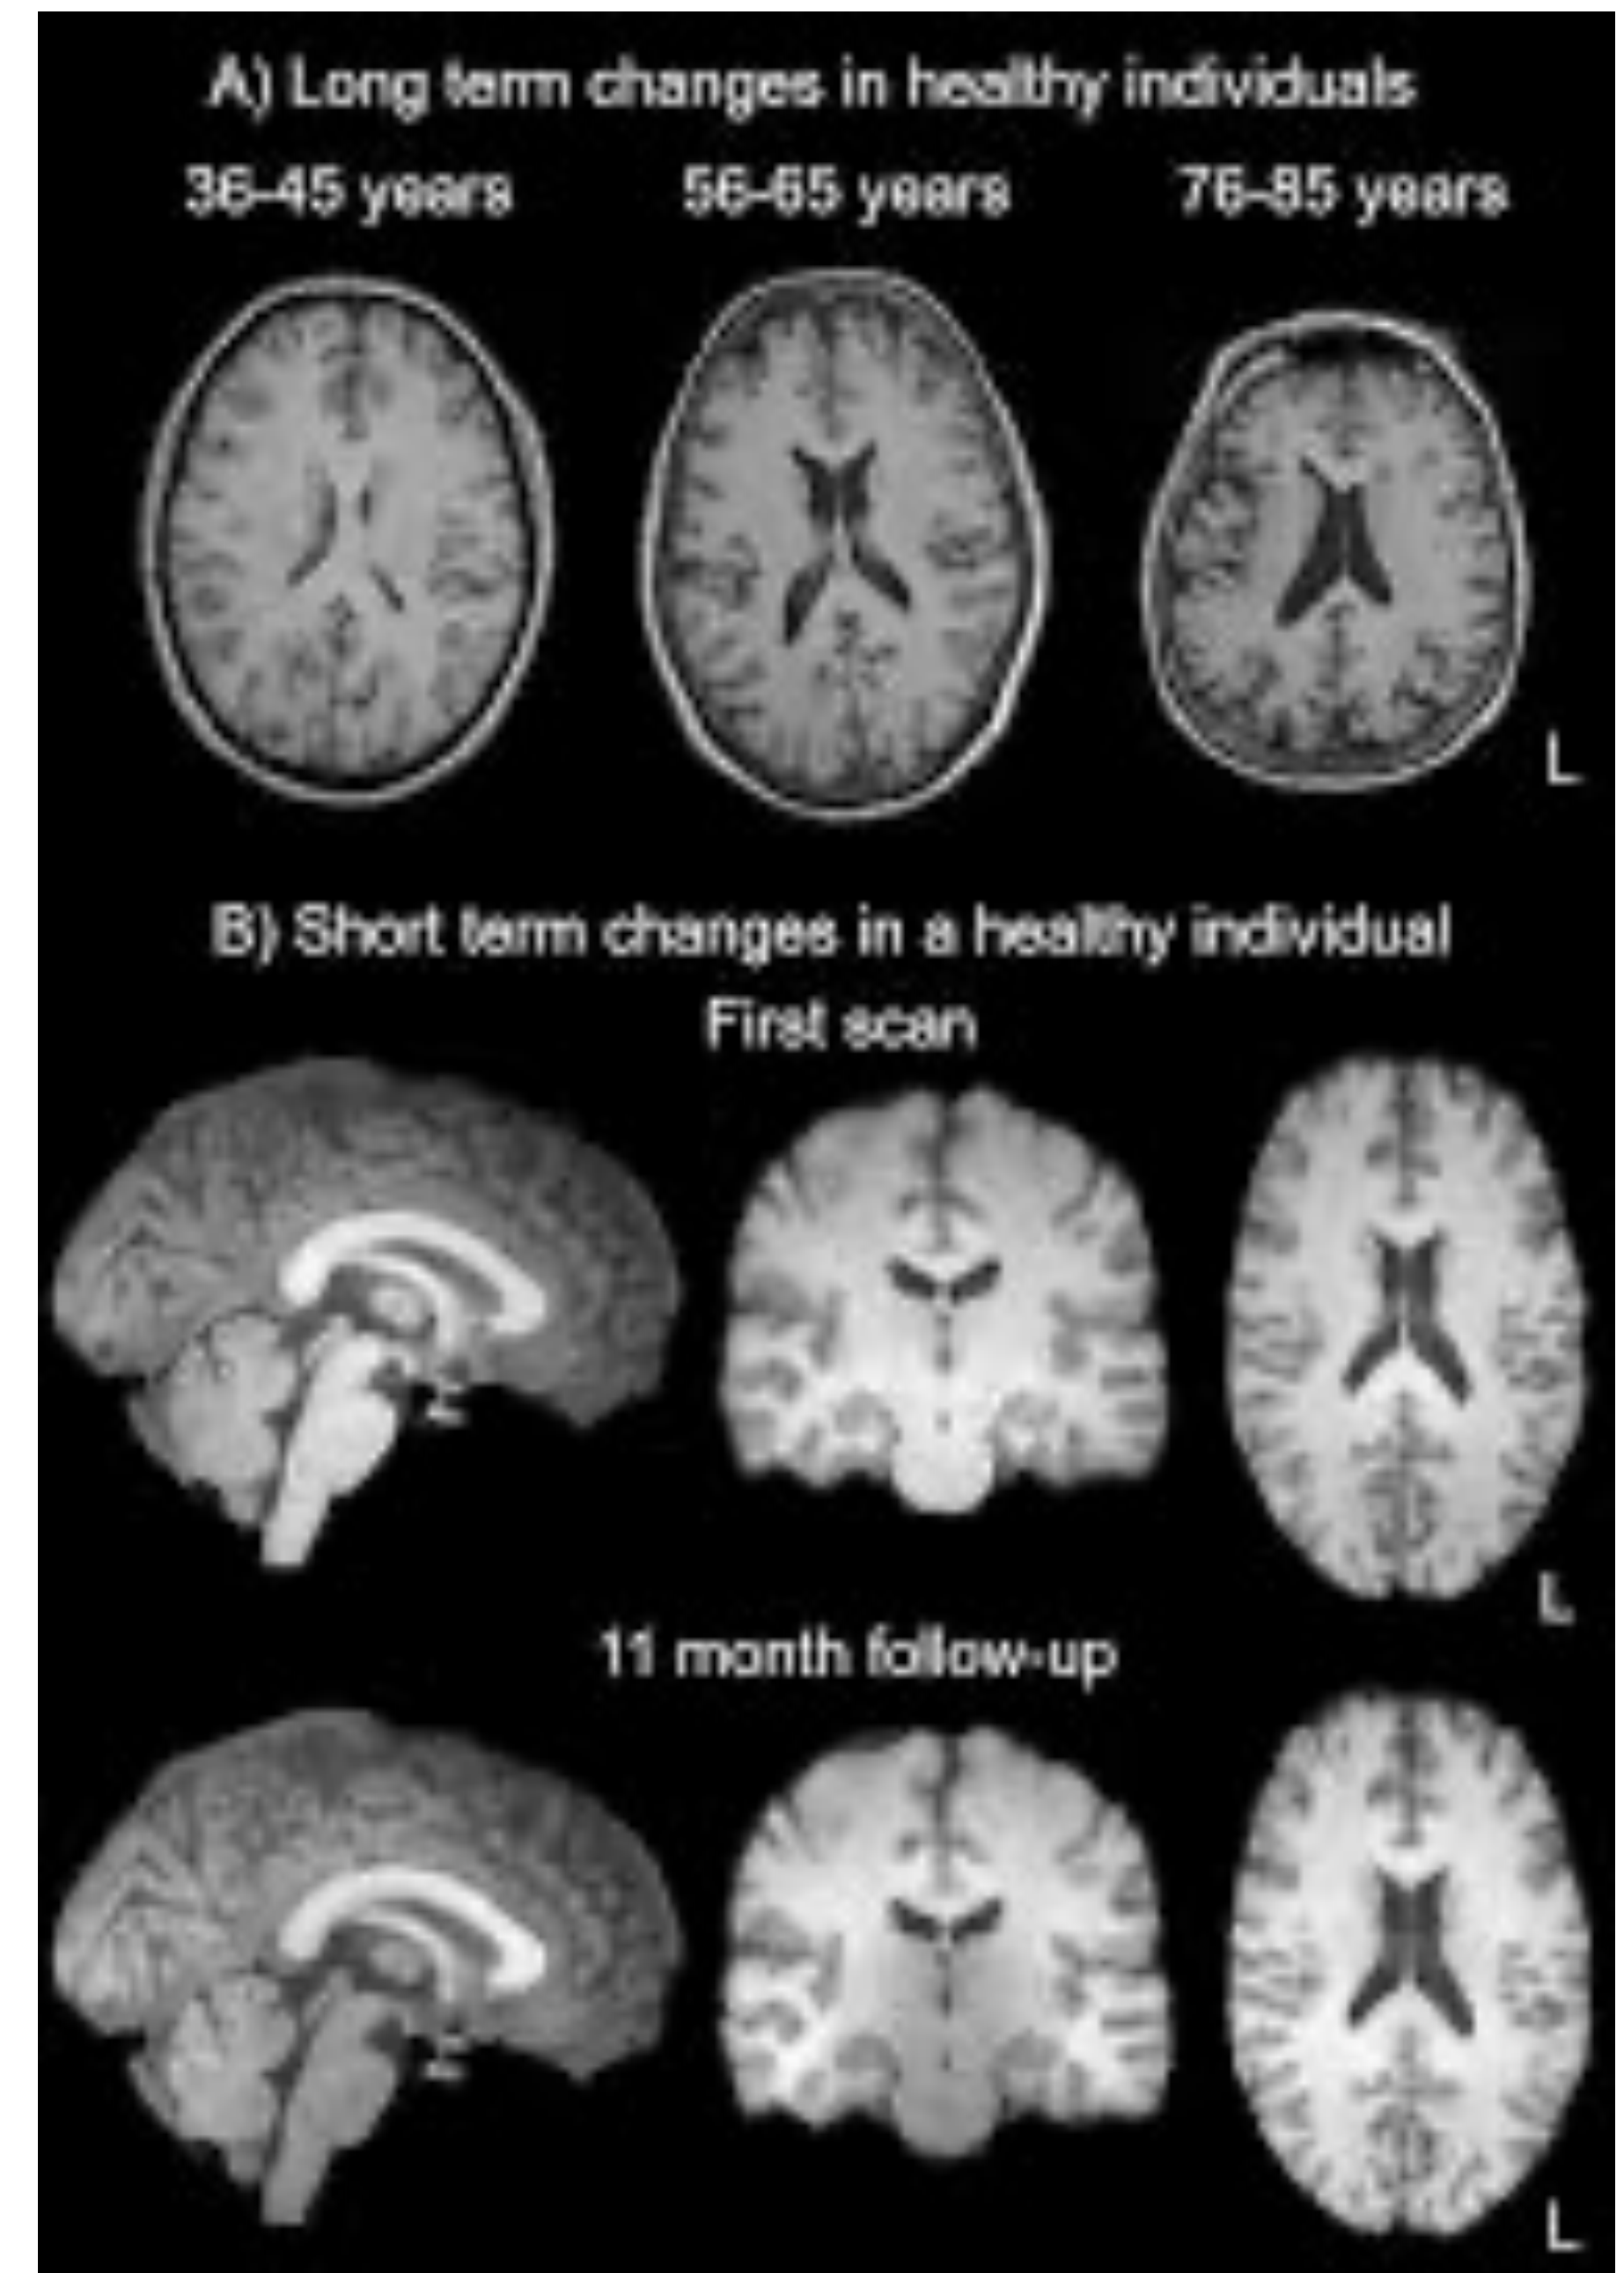 A) Long term changes in healthy individuals
36-45 years 56-65 years 76-85 years
L
B) Short term changes in a healthy individual
First scan
L
11 month follow-up
L